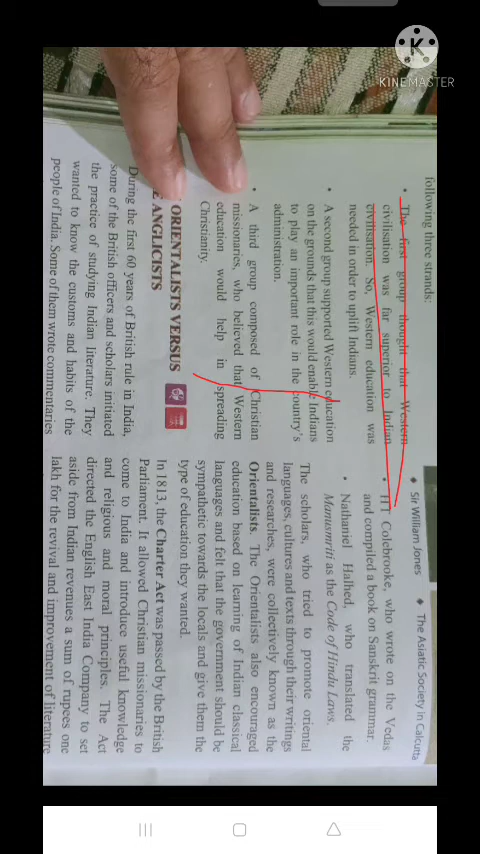 KINEMASTER
following three strands:
• The first group thought that Western
civilisation was far superior to Indian
civilisation. So, Western education was
needed in order to uplift Indians.
• A second group supported Western education
on the grounds that this would enable Indians
to play an important role in the country's
administration.
• A third group composed of Christian
missionaries, who believed that Western
education would help in spreading
Christianity.
ORIENTALISTS VERSUS
ANGLICISTS
During the first 60 years of British rule in India,
some of the British officers and scholars initiated
the practice of studying Indian literature. They
wanted to know the customs and habits of the
people of India. Some of them wrote commentaries
◆ Sir William Jones ◆ The Asiatic Society in Calcutta
• HT Colebrooke, who wrote on the Vedas
and compiled a book on Sanskrit grammar.
• Nathaniel Halhed, who translated the
Manusmriti as the Code of Hindu Laws.
The scholars, who tried to promote oriental
languages, cultures and texts through their writings
and researches, were collectively known as the
Orientalists. The Orientalists also encouraged
education based on learning of Indian classical
languages and felt that the government should be
sympathetic towards the locals and give them the
type of education they wanted.
In 1813, the Charter Act was passed by the British
Parliament. It allowed Christian missionaries to
come to India and introduce useful knowledge
and religious and moral principles. The Act
directed the English East India Company to set
aside from Indian revenues a sum of rupees one
lakh for the revival and improvement of literature